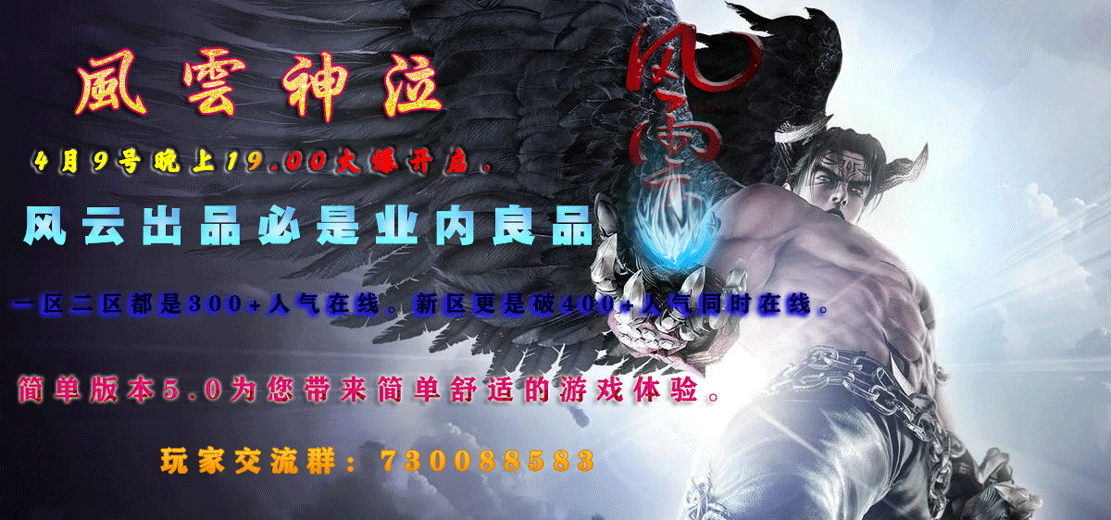 風雲神泣
风云
4月9号晚上19.00火爆开启。
风云出品必是业内良品
一区二区都是300+人气在线。新区更是破400+人气同时在线。
简单版本5.0为您带来简单舒适的游戏体验。
玩家交流群：730088583